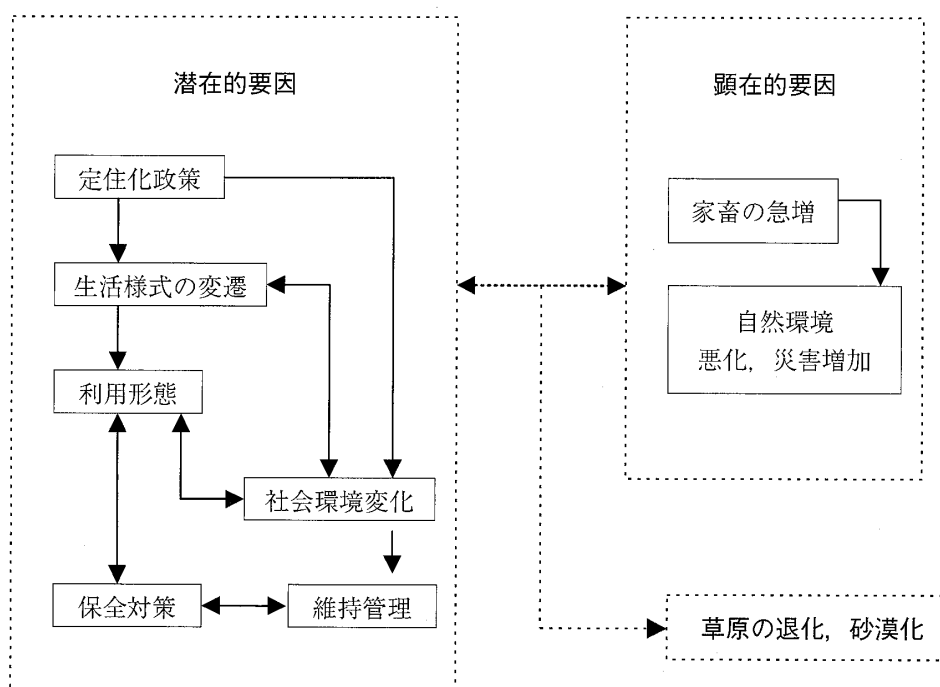 潜在的要因
定住化政策
生活様式の変遷
利用形態
社会環境変化
保全対策
維持管理
顕在的要因
家畜の急増
自然環境
悪化，災害増加
草原の退化，砂漠化